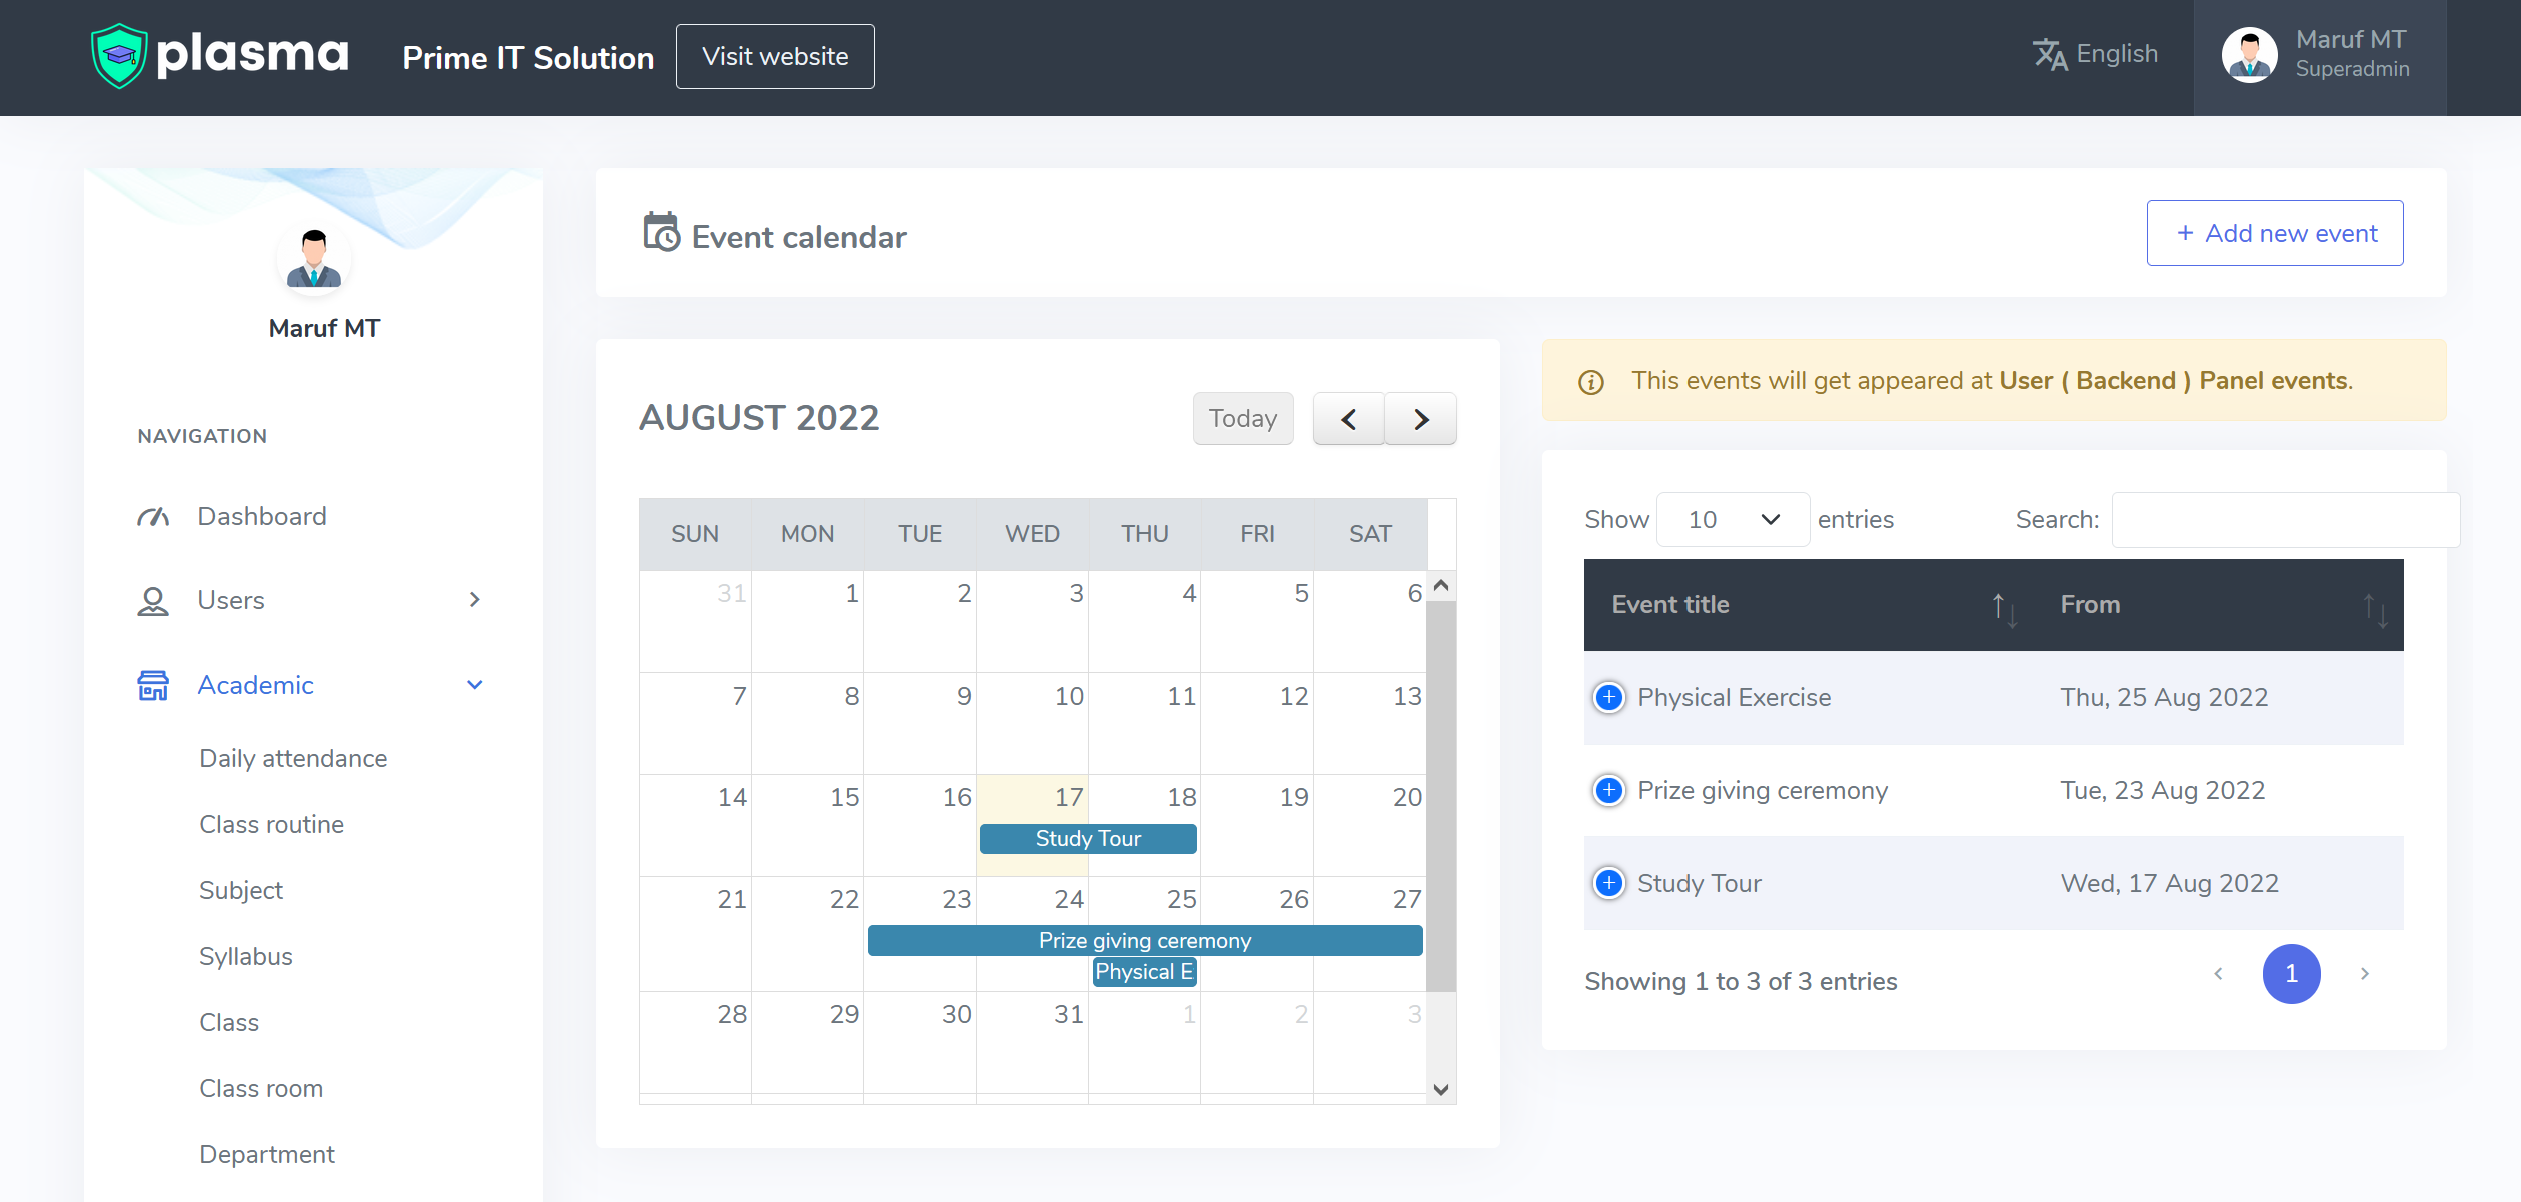 plasma
Prime IT Solution
Visit website
English
Maruf MT
Superadmin
Maruf MT
NAVIGATION
Dashboard
Users
Academic
Daily attendance
Class routine
Subject
Syllabus
Class
Class room
Department
Event calendar
+ Add new event
AUGUST 2022
Today
SUN MON TUE WED THU FRI SAT
31 1 2 3 4 5 6
7 8 9 10 11 12 13
14 15 16 17 18 19 20
Study Tour
21 22 23 24 25 26 27
Prize giving ceremony
Physical E
28 29 30 31 1 2 3
This events will get appeared at User ( Backend ) Panel events.
Show 10 entries
Search:
Event title From
Physical Exercise Thu, 25 Aug 2022
Prize giving ceremony Tue, 23 Aug 2022
Study Tour Wed, 17 Aug 2022
Showing 1 to 3 of 3 entries
1